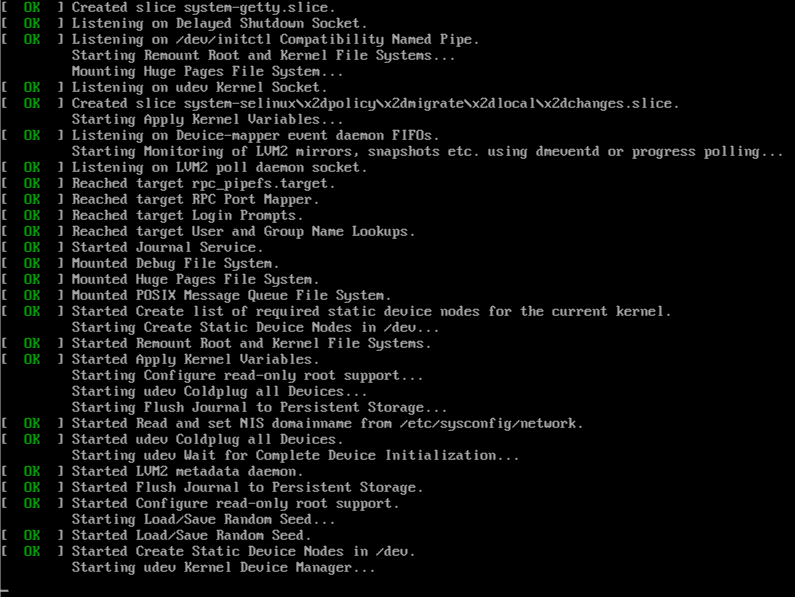 [  OK  ] Created slice system-getty.slice.
[  OK  ] Listening on Delayed Shutdown Socket.
[  OK  ] Listening on /dev/initctl Compatibility Named Pipe.
         Starting Remount Root and Kernel File Systems...
         Mounting Huge Pages File System...
[  OK  ] Listening on udev Kernel Socket.
[  OK  ] Created slice system-selinux\x2dpolicy\x2dmigrate\x2dlocal\x2dchanges.slice.
         Starting Apply Kernel Variables...
[  OK  ] Listening on Device-mapper event daemon FIFOs.
         Starting Monitoring of LVM2 mirrors, snapshots etc. using dmeventd or progress polling...
[  OK  ] Listening on LVM2 poll daemon socket.
[  OK  ] Reached target rpc_pipefs.target.
[  OK  ] Reached target RPC Port Mapper.
[  OK  ] Reached target Login Prompts.
[  OK  ] Reached target User and Group Name Lookups.
[  OK  ] Started Journal Service.
[  OK  ] Mounted Debug File System.
[  OK  ] Mounted Huge Pages File System.
[  OK  ] Mounted POSIX Message Queue File System.
[  OK  ] Started Create list of required static device nodes for the current kernel.
         Starting Create Static Device Nodes in /dev...
[  OK  ] Started Remount Root and Kernel File Systems.
[  OK  ] Started Apply Kernel Variables.
         Starting Configure read-only root support...
         Starting udev Coldplug all Devices...
         Starting Flush Journal to Persistent Storage...
[  OK  ] Started Read and set NIS domainname from /etc/sysconfig/network.
[  OK  ] Started udev Coldplug all Devices.
         Starting udev Wait for Complete Device Initialization...
[  OK  ] Started LVM2 metadata daemon.
[  OK  ] Started Flush Journal to Persistent Storage.
[  OK  ] Started Configure read-only root support.
         Starting Load/Save Random Seed...
[  OK  ] Started Load/Save Random Seed.
[  OK  ] Started Create Static Device Nodes in /dev.
         Starting udev Kernel Device Manager...